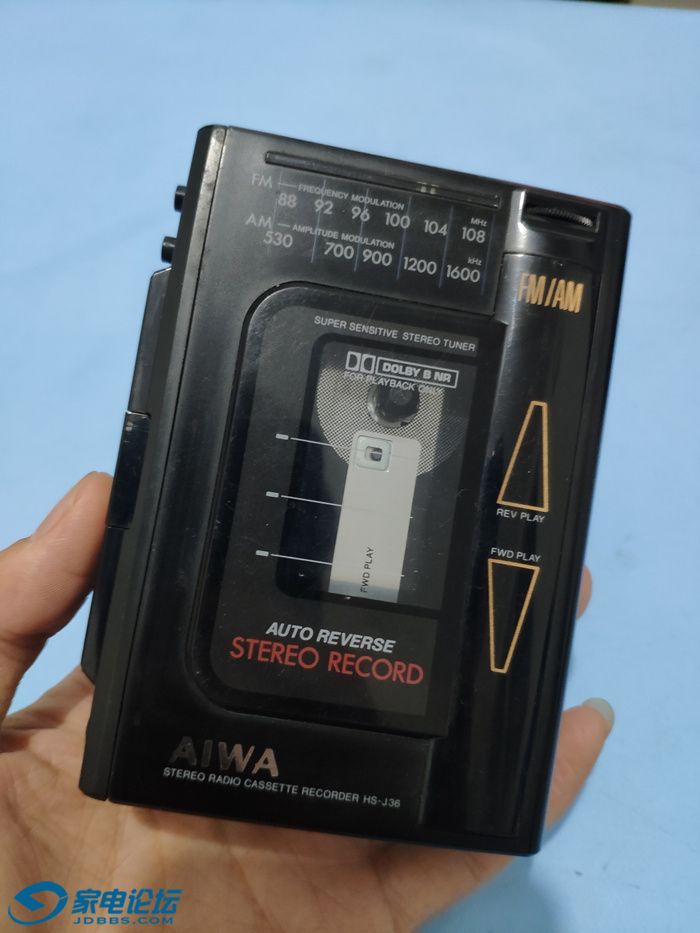 FM FREQUENCY MODULATION
88 92 96 100 104 108 MHz
AM AMPLITUDE MODULATION
530 700 900 1200 1600 kHz
FM/AM
SUPER SENSITIVE STEREO TUNER
DOLBY B NR
FOR PLAYBACK ONLY
REV PLAY
FWD PLAY
FWD PLAY
AUTO REVERSE
STEREO RECORD
AIWA
STEREO RADIO CASSETTE RECORDER HS-J36
家电论坛
JDBBS.COM